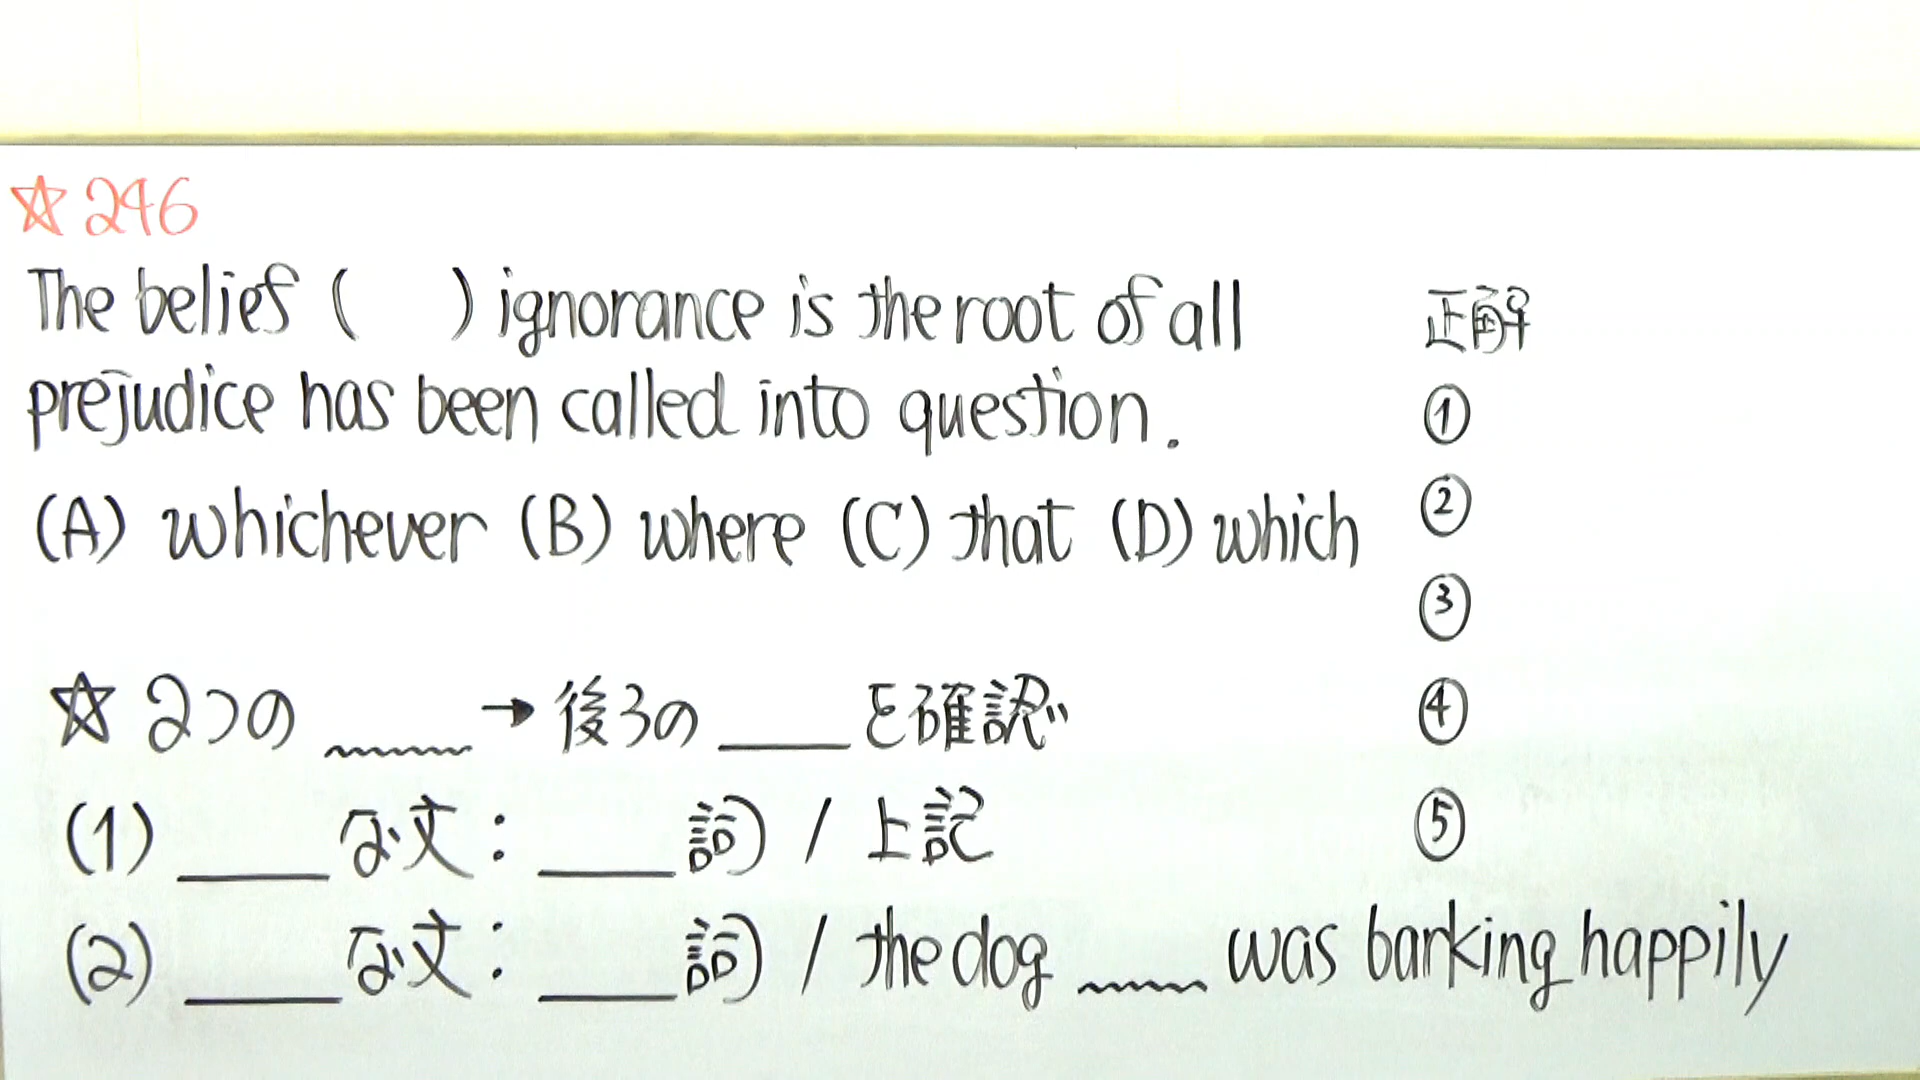 ☆246
The belief (  ) ignorance is the root of all
prejudice has been called into question.
(A) whichever (B) where (C) that (D) which
☆2つの ﹏﹏ → 後ろの ____ を確認
(1) ____ な文 : ____ 詞 / 上記
(2) ____ な文 : ____ 詞 / the dog ﹏﹏ was barking happily
正解
①
②
③
④
⑤